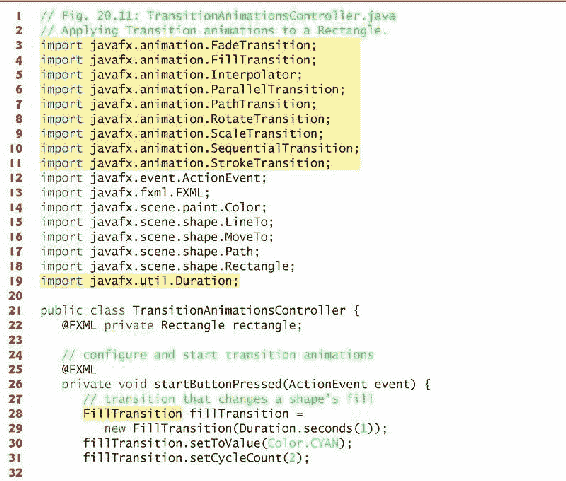 1 // Fig. 20.11: TransitionAnimationsController.java
2 // Applying Transition animations to a Rectangle.
3 import javafx.animation.FadeTransition;
4 import javafx.animation.FillTransition;
5 import javafx.animation.Interpolator;
6 import javafx.animation.ParallelTransition;
7 import javafx.animation.PathTransition;
8 import javafx.animation.RotateTransition;
9 import javafx.animation.ScaleTransition;
10 import javafx.animation.SequentialTransition;
11 import javafx.animation.StrokeTransition;
12 import javafx.event.ActionEvent;
13 import javafx.fxml.FXML;
14 import javafx.scene.paint.Color;
15 import javafx.scene.shape.LineTo;
16 import javafx.scene.shape.MoveTo;
17 import javafx.scene.shape.Path;
18 import javafx.scene.shape.Rectangle;
19 import javafx.util.Duration;
20
21 public class TransitionAnimationsController {
22 @FXML private Rectangle rectangle;
23
24 // configure and start transition animations
25 @FXML
26 private void startButtonPressed(ActionEvent event) {
27 // transition that changes a shape's fill
28 FillTransition fillTransition =
29 new FillTransition(Duration.seconds(1));
30 fillTransition.setToValue(Color.CYAN);
31 fillTransition.setCycleCount(2);
32